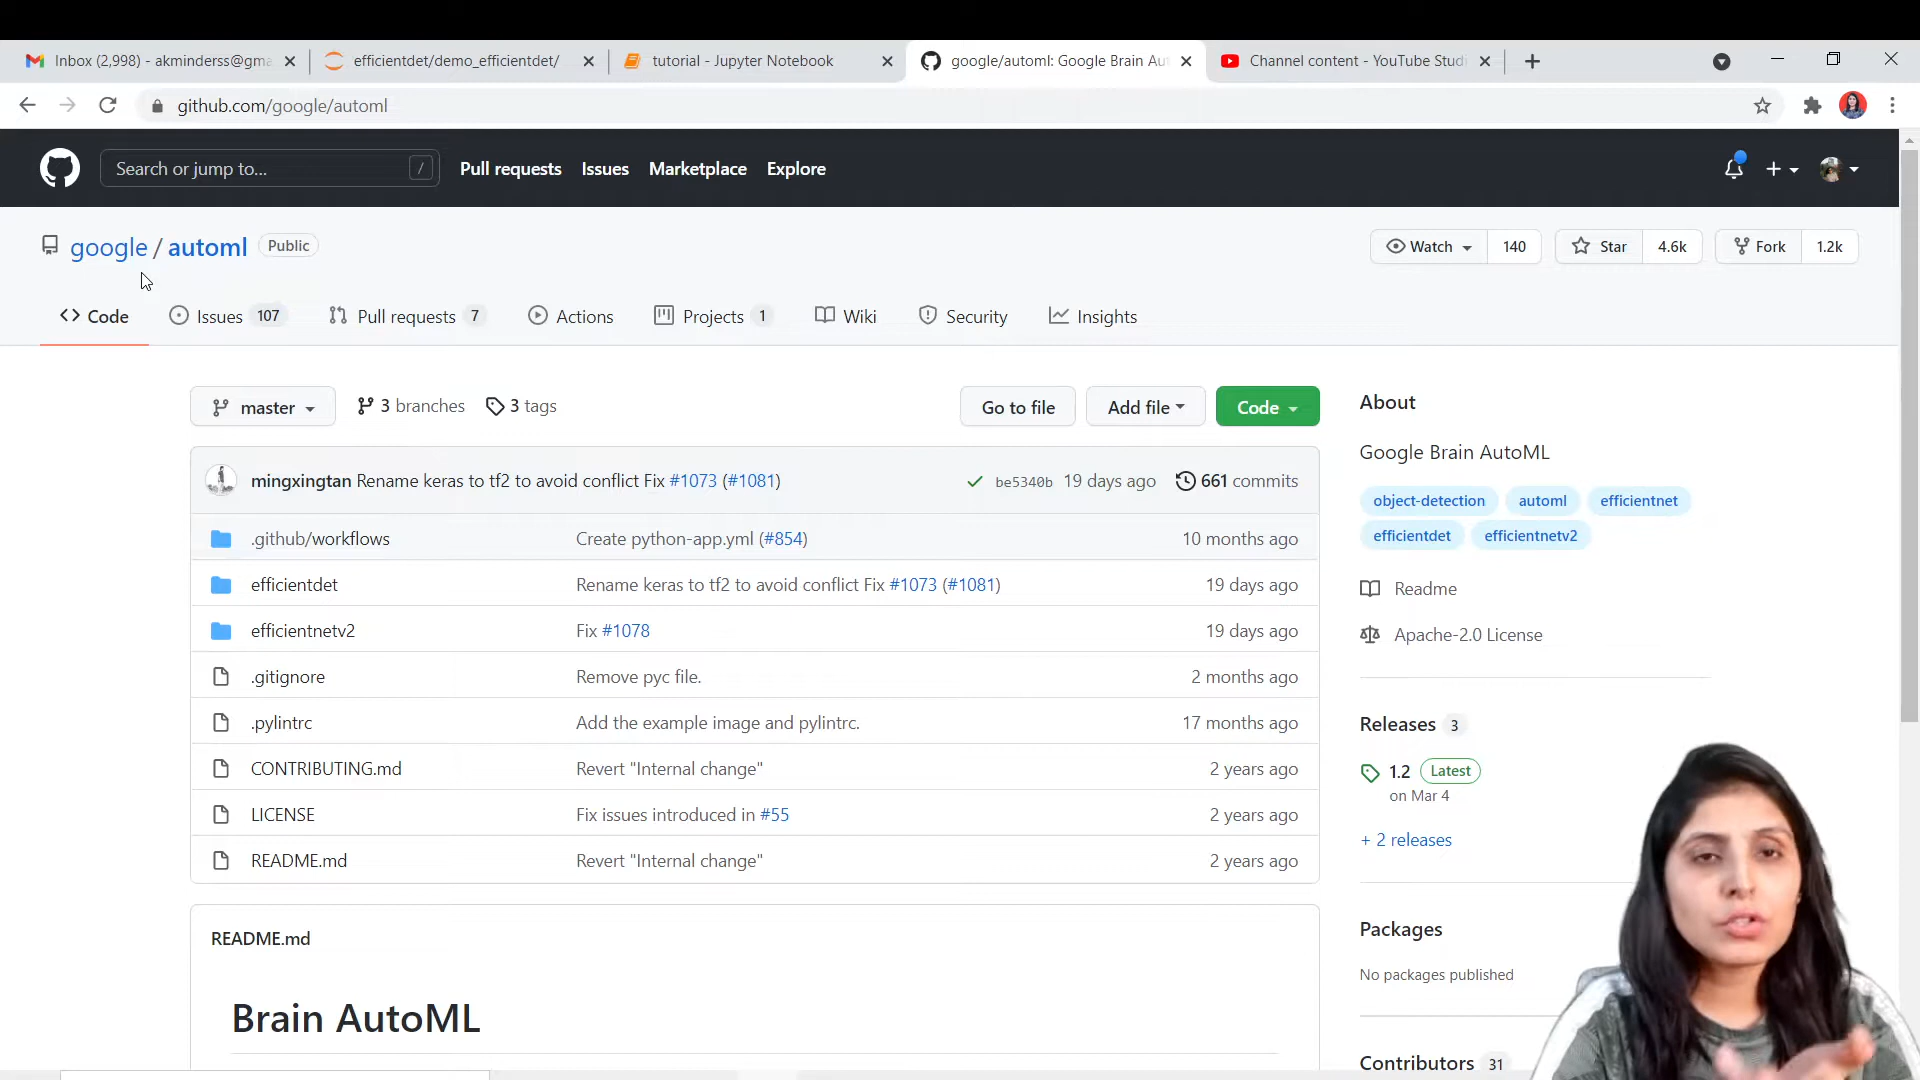 Inbox (2,998) - akminderss@gma
efficientdet/demo_efficientdet/
tutorial - Jupyter Notebook
google/automl: Google Brain Au
Channel content - YouTube Studi
github.com/google/automl
Search or jump to... /
Pull requests Issues Marketplace Explore
google / automl Public
Watch 140 Star 4.6k Fork 1.2k
Code Issues 107 Pull requests 7 Actions Projects 1 Wiki Security Insights
master 3 branches 3 tags Go to file Add file Code
mingxingtan Rename keras to tf2 to avoid conflict Fix #1073 (#1081) be5340b 19 days ago 661 commits
.github/workflows Create python-app.yml (#854) 10 months ago
efficientdet Rename keras to tf2 to avoid conflict Fix #1073 (#1081) 19 days ago
efficientnetv2 Fix #1078 19 days ago
.gitignore Remove pyc file. 2 months ago
.pylintrc Add the example image and pylintrc. 17 months ago
CONTRIBUTING.md Revert "Internal change" 2 years ago
LICENSE Fix issues introduced in #55 2 years ago
README.md Revert "Internal change" 2 years ago
README.md
Brain AutoML
About
Google Brain AutoML
object-detection automl efficientnet
efficientdet efficientnetv2
Readme
Apache-2.0 License
Releases 3
1.2 Latest
on Mar 4
+ 2 releases
Packages
No packages published
Contributors 31